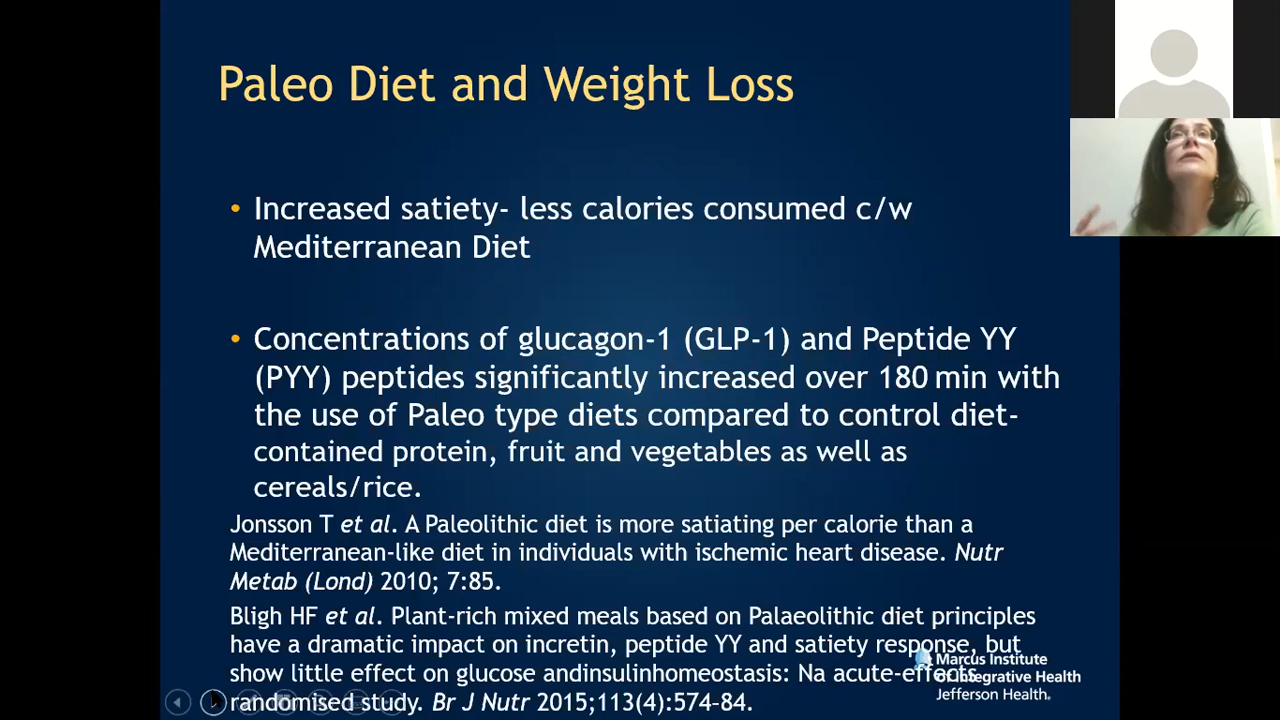 Paleo Diet and Weight Loss
• Increased satiety- less calories consumed c/w
Mediterranean Diet
• Concentrations of glucagon-1 (GLP-1) and Peptide YY
(PYY) peptides significantly increased over 180 min with
the use of Paleo type diets compared to control diet-
contained protein, fruit and vegetables as well as
cereals/rice.
Jonsson T et al. A Paleolithic diet is more satiating per calorie than a
Mediterranean-like diet in individuals with ischemic heart disease. Nutr
Metab (Lond) 2010; 7:85.
Bligh HF et al. Plant-rich mixed meals based on Palaeolithic diet principles
have a dramatic impact on incretin, peptide YY and satiety response, but
show little effect on glucose andinsulinhomeostasis: Na acute-effects
randomised study. Br J Nutr 2015;113(4):574-84.
Marcus Institute
of Integrative Health
Jefferson Health.